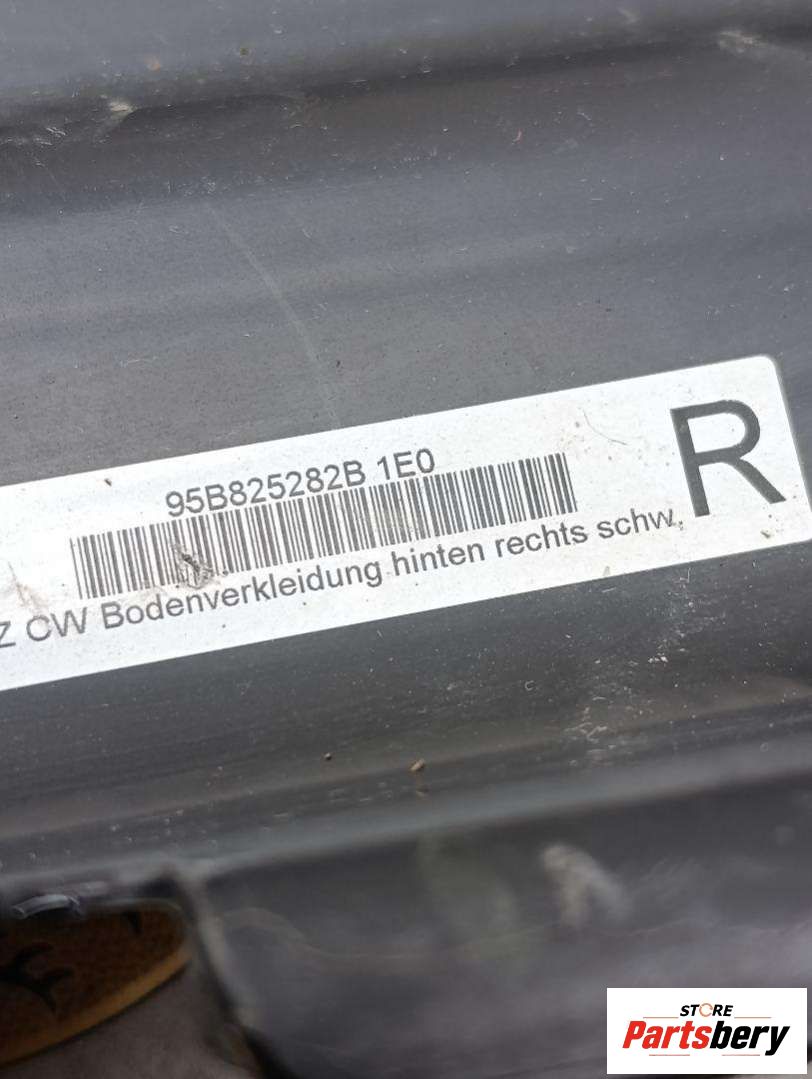 95B825282B 1E0
R
Z CW Bodenverkleidung hinten rechts schw.
STORE
Partsbery